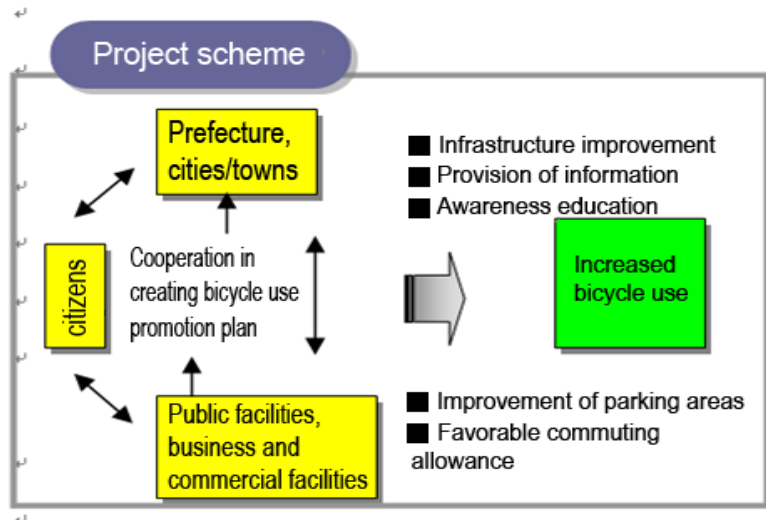 Project scheme
Prefecture,
cities/towns
■ Infrastructure improvement
■ Provision of information
■ Awareness education
citizens
Cooperation in
creating bicycle use
promotion plan
Increased
bicycle use
Public facilities,
business and
commercial facilities
■ Improvement of parking areas
■ Favorable commuting
allowance